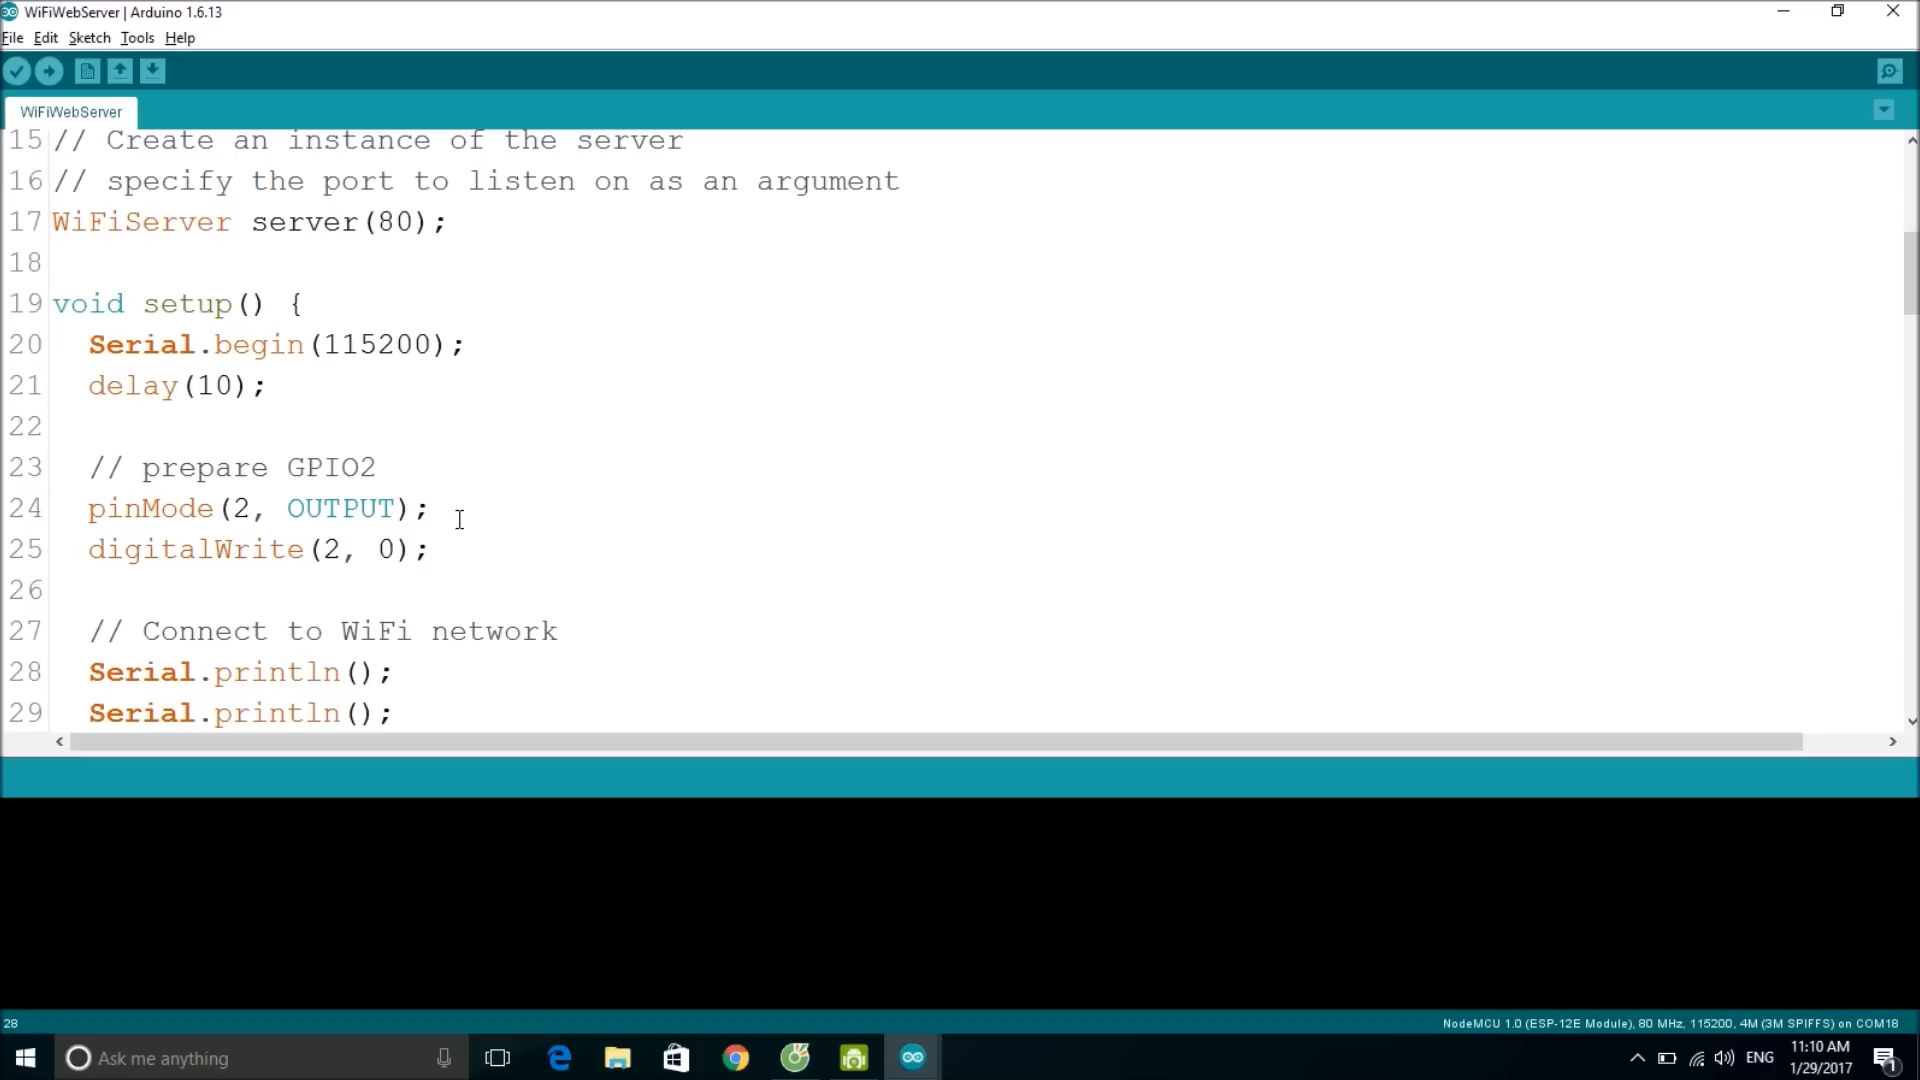 WiFiWebServer | Arduino 1.6.13
File Edit Sketch Tools Help
WiFiWebServer
15 // Create an instance of the server
16 // specify the port to listen on as an argument
17 WiFiServer server(80);
18
19 void setup() {
20 Serial.begin(115200);
21 delay(10);
22
23 // prepare GPIO2
24 pinMode(2, OUTPUT);
25 digitalWrite(2, 0);
26
27 // Connect to WiFi network
28 Serial.println();
29 Serial.println();
28 NodeMCU 1.0 (ESP-12E Module), 80 MHz, 115200, 4M (3M SPIFFS) on COM18
Ask me anything
ENG
11:10 AM
1/29/2017
1